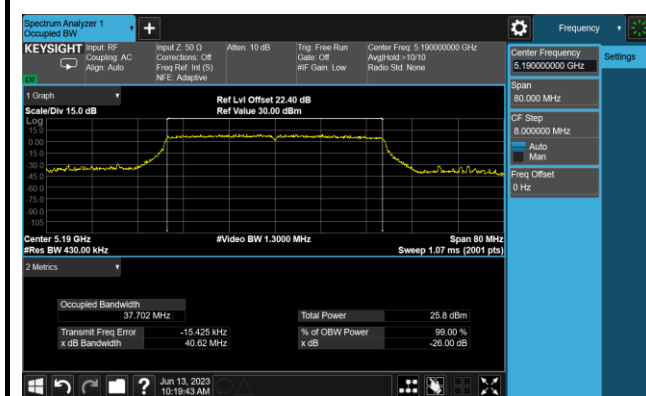 Spectrum Analyzer 1
Occupied BW
+
Frequency
KEYSIGHT
Input: RF
Coupling: AC
Align: Auto
Input Z: 50 Ω
Corrections: Off
Freq Ref: Int (S)
NFE: Adaptive
Atten: 10 dB
Trig: Free Run
Gate: Off
#IF Gain: Low
Center Freq: 5.190000000 GHz
Avg|Hold:>10/10
Radio Std: None
Center Frequency
5.190000000 GHz
Settings
Span
80.000 MHz
CF Step
8.000000 MHz
Auto
Man
Freq Offset
0 Hz
1 Graph
Scale/Div 15.0 dB
Ref Lvl Offset 22.40 dB
Ref Value 30.00 dBm
Log
15.0
0.00
-15.0
-30.0
-45.0
-60.0
-75.0
-90.0
-105
Center 5.19 GHz
#Res BW 430.00 kHz
#Video BW 1.3000 MHz
Span 80 MHz
Sweep 1.07 ms (2001 pts)
2 Metrics
Occupied Bandwidth
37.702 MHz
Total Power 25.8 dBm
Transmit Freq Error -15.425 kHz
% of OBW Power 99.00 %
x dB Bandwidth 40.62 MHz
x dB -26.00 dB
?
Jun 13, 2023
10:19:43 AM